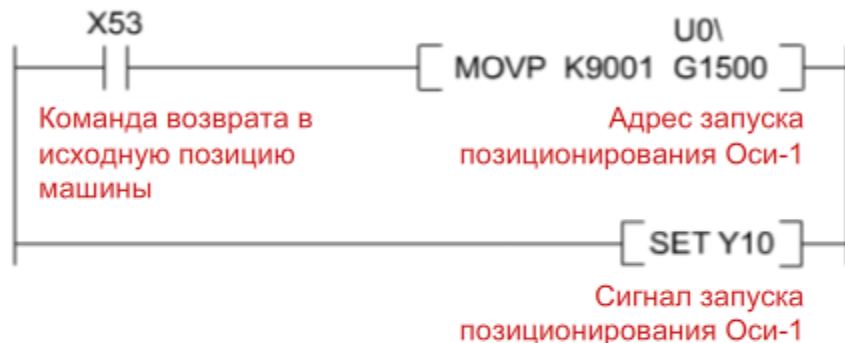 X53
U0\
MOVP K9001 G1500
Команда возврата в
исходную позицию
машины
Адрес запуска
позиционирования Оси-1
SET Y10
Сигнал запуска
позиционирования Оси-1